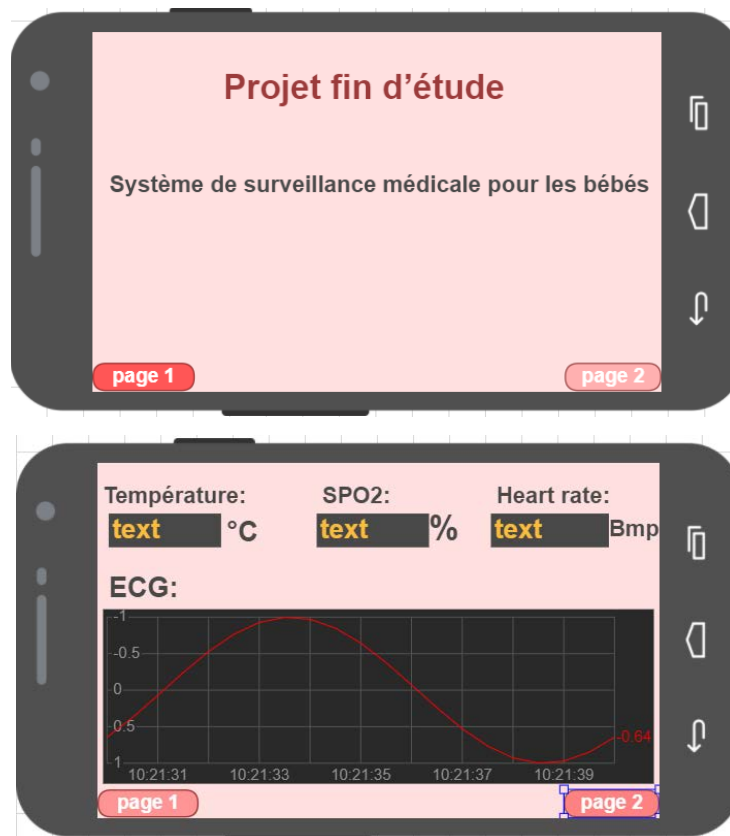 Projet fin d’étude
Système de surveillance médicale pour les bébés
page 1 page 2
Température: SPO2: Heart rate:
text °C text % text Bmp
ECG:
-1
-0.5
0
0.5
-0.64
1
10:21:31 10:21:33 10:21:35 10:21:37 10:21:39
page 1 page 2